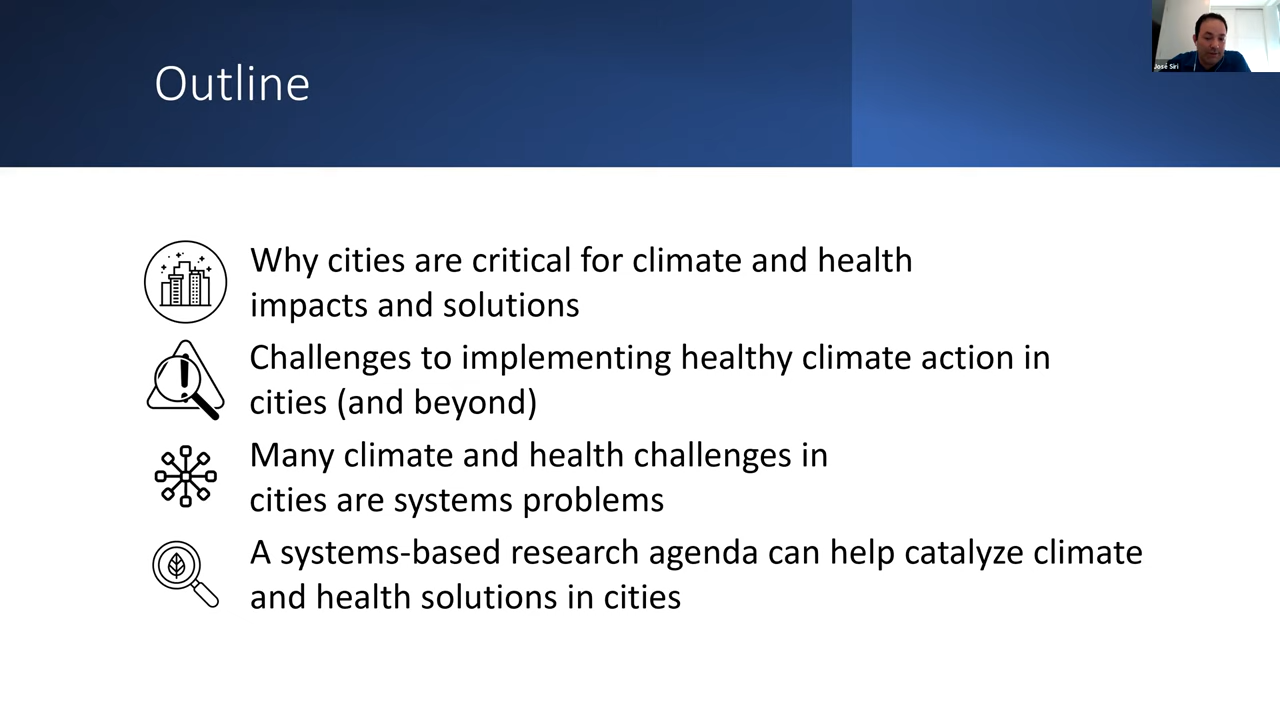 Outline
José Siri
Why cities are critical for climate and health
impacts and solutions
Challenges to implementing healthy climate action in
cities (and beyond)
Many climate and health challenges in
cities are systems problems
A systems-based research agenda can help catalyze climate
and health solutions in cities